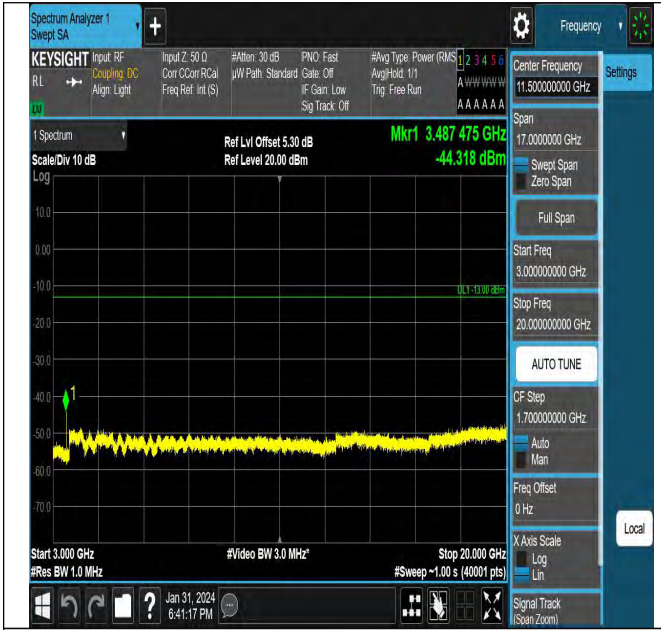 Spectrum Analyzer 1
Swept SA
+
Frequency
KEYSIGHT
RL
Input: RF
Coupling: DC
Align: Light
Input Z: 50 Ω
Corr CCorr RCal
Freq Ref: Int (S)
#Atten: 30 dB
µW Path: Standard
PNO: Fast
Gate: Off
IF Gain: Low
Sig Track: Off
#Avg Type: Power (RMS
Avg|Hold: 1/1
Trig: Free Run
1 2 3 4 5 6
A W W W W W
A A A A A A
1 Spectrum
Scale/Div 10 dB
Log
Ref Lvl Offset 5.30 dB
Ref Level 20.00 dBm
Mkr1 3.487 475 GHz
-44.318 dBm
10.0
0.00
-10.0
DL1 -13.00 dBm
-20.0
-30.0
-40.0
1
-50.0
-60.0
-70.0
Start 3.000 GHz
#Res BW 1.0 MHz
#Video BW 3.0 MHz*
Stop 20.000 GHz
#Sweep ~1.00 s (40001 pts)
Jan 31, 2024
6:41:17 PM
?
Center Frequency
11.500000000 GHz
Settings
Span
17.0000000 GHz
Swept Span
Zero Span
Full Span
Start Freq
3.000000000 GHz
Stop Freq
20.000000000 GHz
AUTO TUNE
CF Step
1.700000000 GHz
Auto
Man
Freq Offset
0 Hz
X Axis Scale
Log
Lin
Local
Signal Track
(Span Zoom)